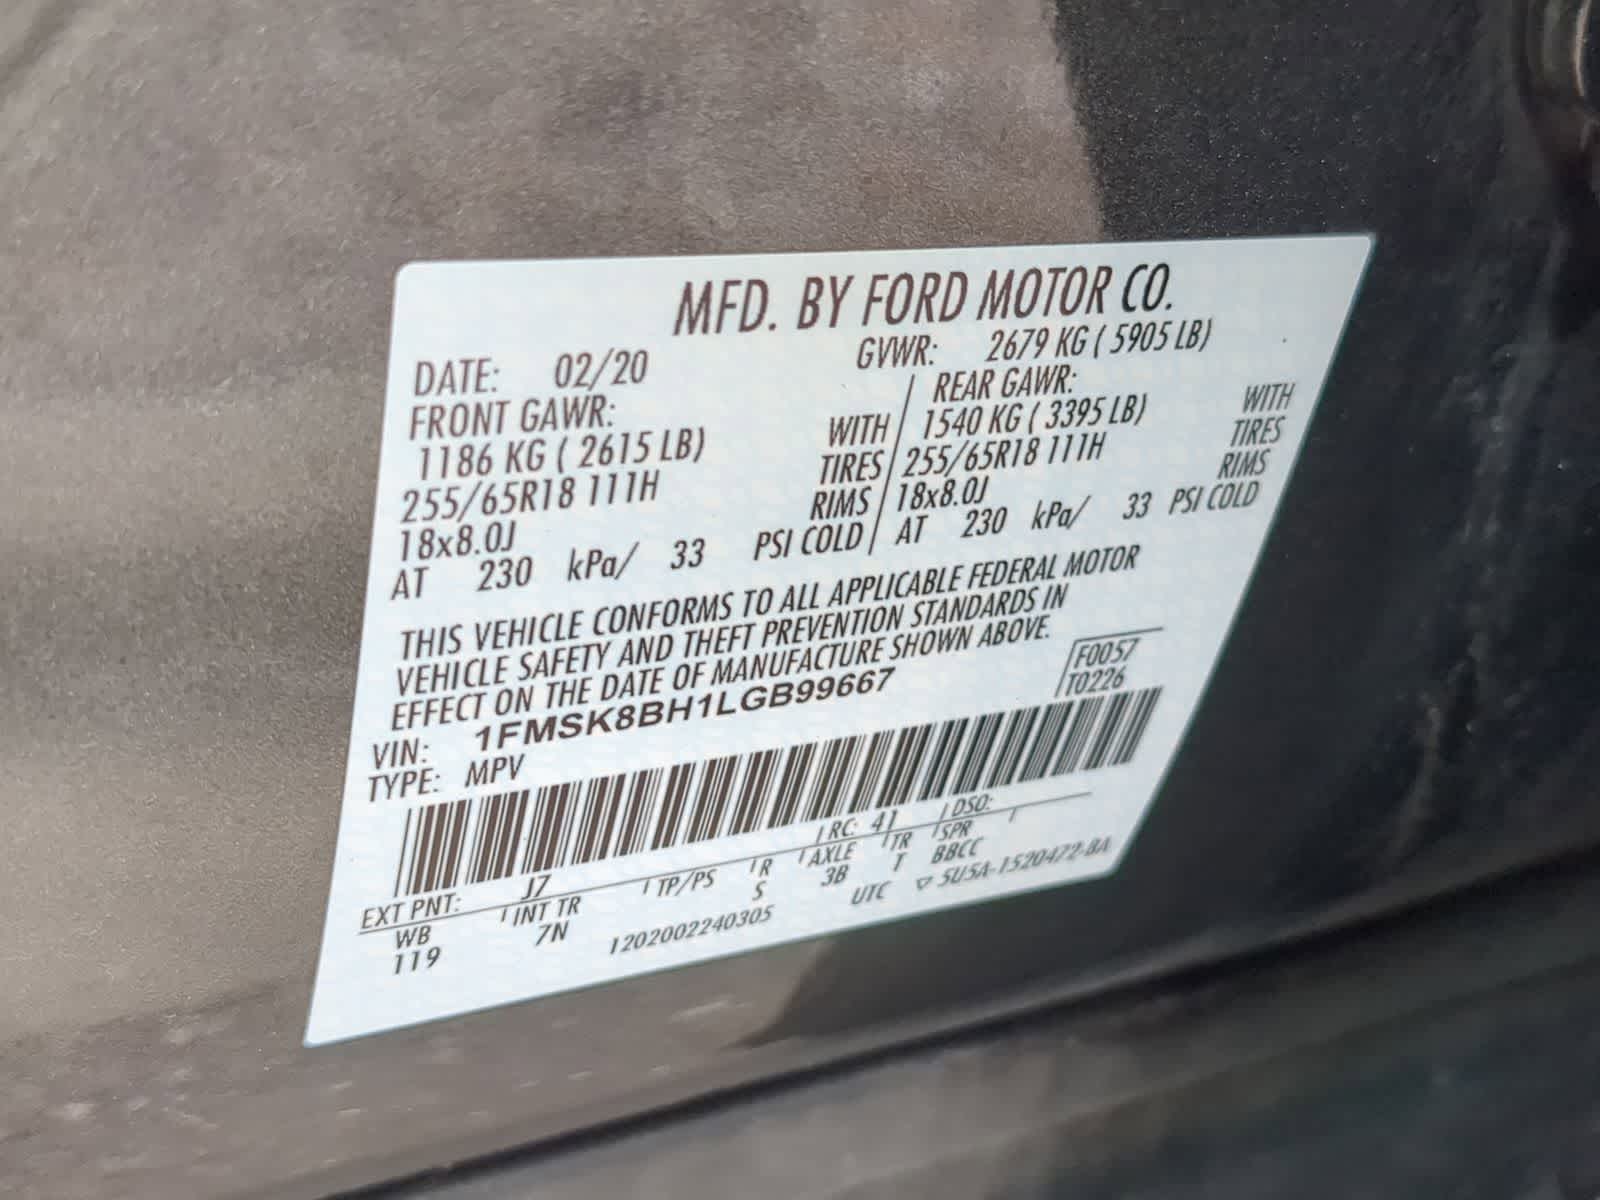 MFD. BY FORD MOTOR CO.
DATE: 02/20 GVWR: 2679 KG ( 5905 LB)
FRONT GAWR: REAR GAWR:
1186 KG ( 2615 LB) WITH 1540 KG ( 3395 LB) WITH
255/65R18 111H TIRES 255/65R18 111H TIRES
18x8.0J RIMS 18x8.0J RIMS
AT 230 kPa/ 33 PSI COLD AT 230 kPa/ 33 PSI COLD
THIS VEHICLE CONFORMS TO ALL APPLICABLE FEDERAL MOTOR
VEHICLE SAFETY AND THEFT PREVENTION STANDARDS IN
EFFECT ON THE DATE OF MANUFACTURE SHOWN ABOVE.
VIN: 1FMSK8BH1LGB99667 F0057
TYPE: MPV T0226
EXT PNT: J7 RC: 41 DSO:
WB INT TR TP/PS R AXLE TR SPR
119 7N S 3B T BBCC
1202002240305 UTC ▽ 5U5A-1520472-BA